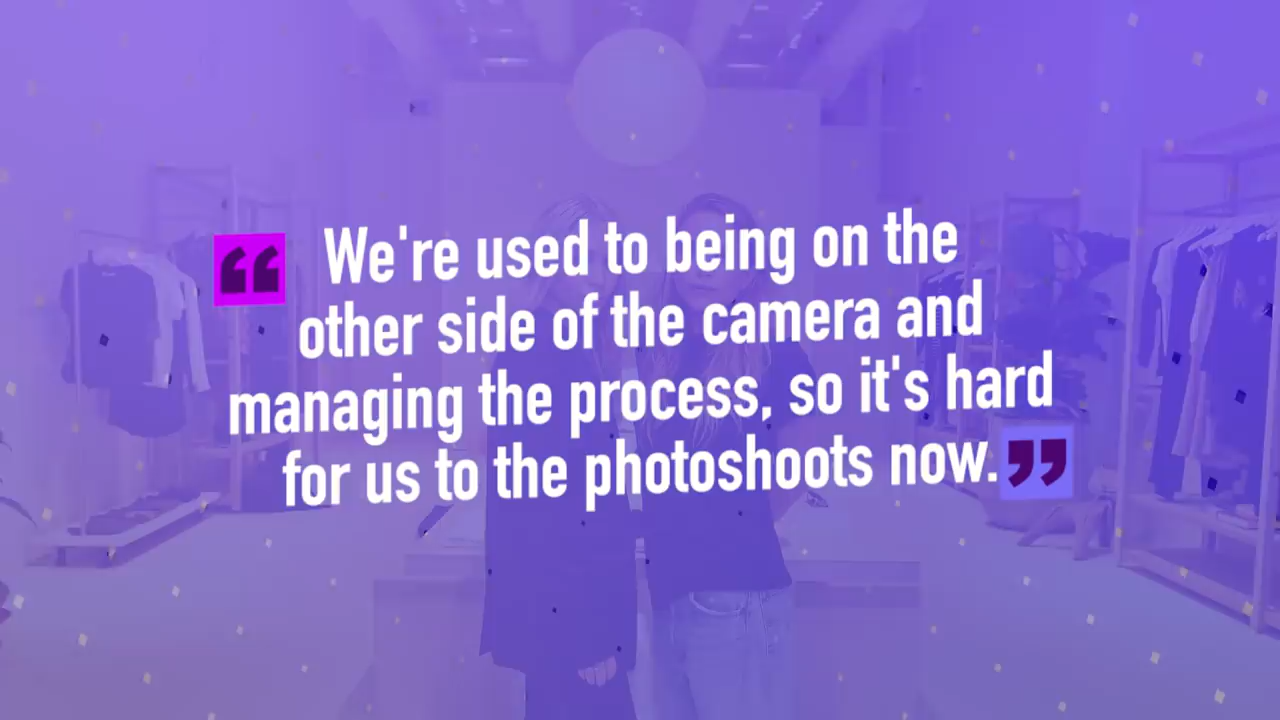 “ We're used to being on the
other side of the camera and
managing the process, so it's hard
for us to the photoshoots now. ”